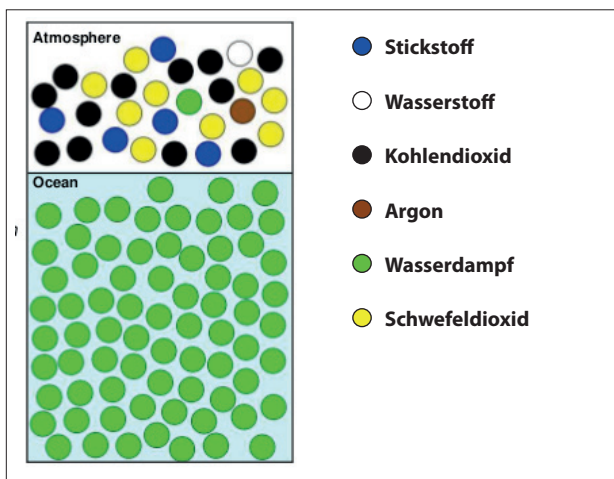 Atmosphere
Ocean
Stickstoff
Wasserstoff
Kohlendioxid
Argon
Wasserdampf
Schwefeldioxid